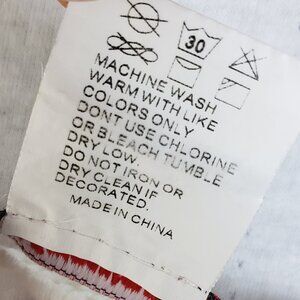 30
MACHINE WASH
WARM WITH LIKE
COLORS ONLY
DONT USE CHLORINE
OR BLEACH TUMBLE
DRY LOW.
DO NOT IRON OR
DRY CLEAN IF
DECORATED.
MADE IN CHINA